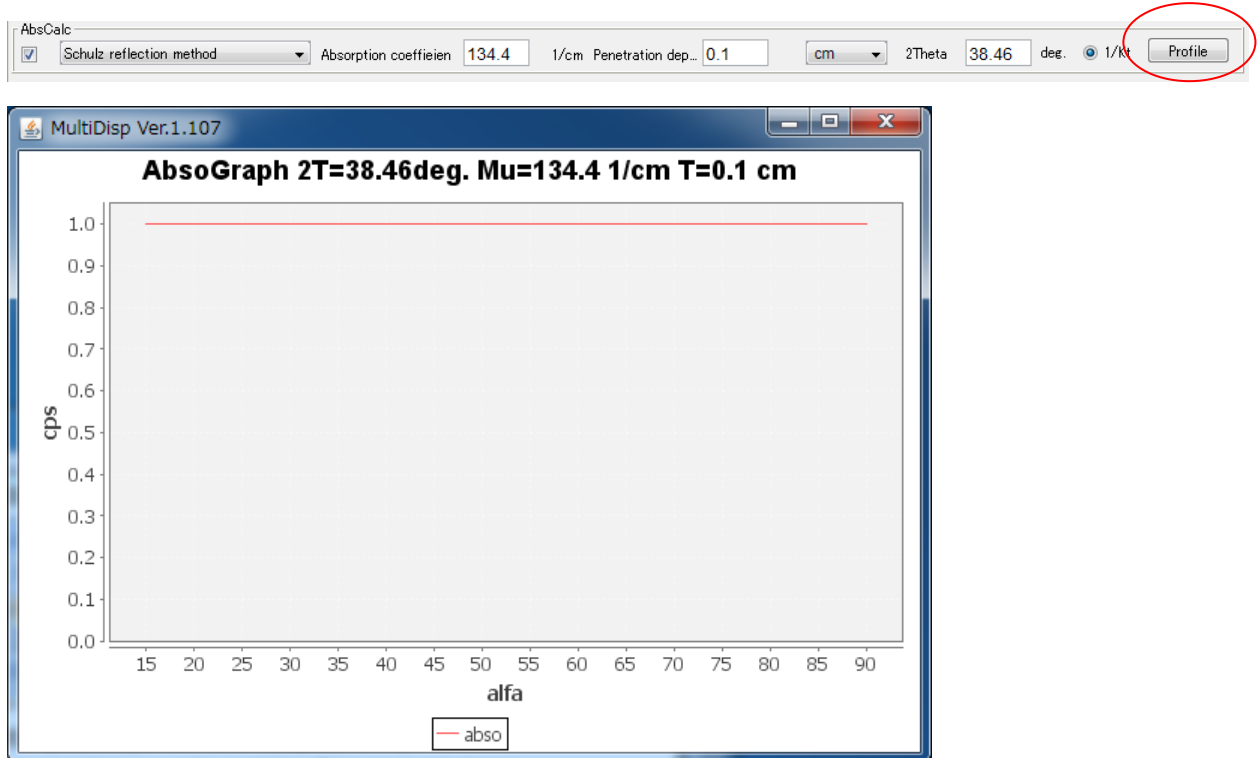 AbsCalc
Schulz reflection method Absorption coeffieien 134.4 1/cm Penetration dep... 0.1 cm 2Theta 38.46 deg. 1/Kt Profile
MultiDisp Ver.1.107
AbsoGraph 2T=38.46deg. Mu=134.4 1/cm T=0.1 cm
1.0
0.9
0.8
0.7
0.6
0.5
0.4
0.3
0.2
0.1
0.0
cps
15 20 25 30 35 40 45 50 55 60 65 70 75 80 85 90
alfa
abso